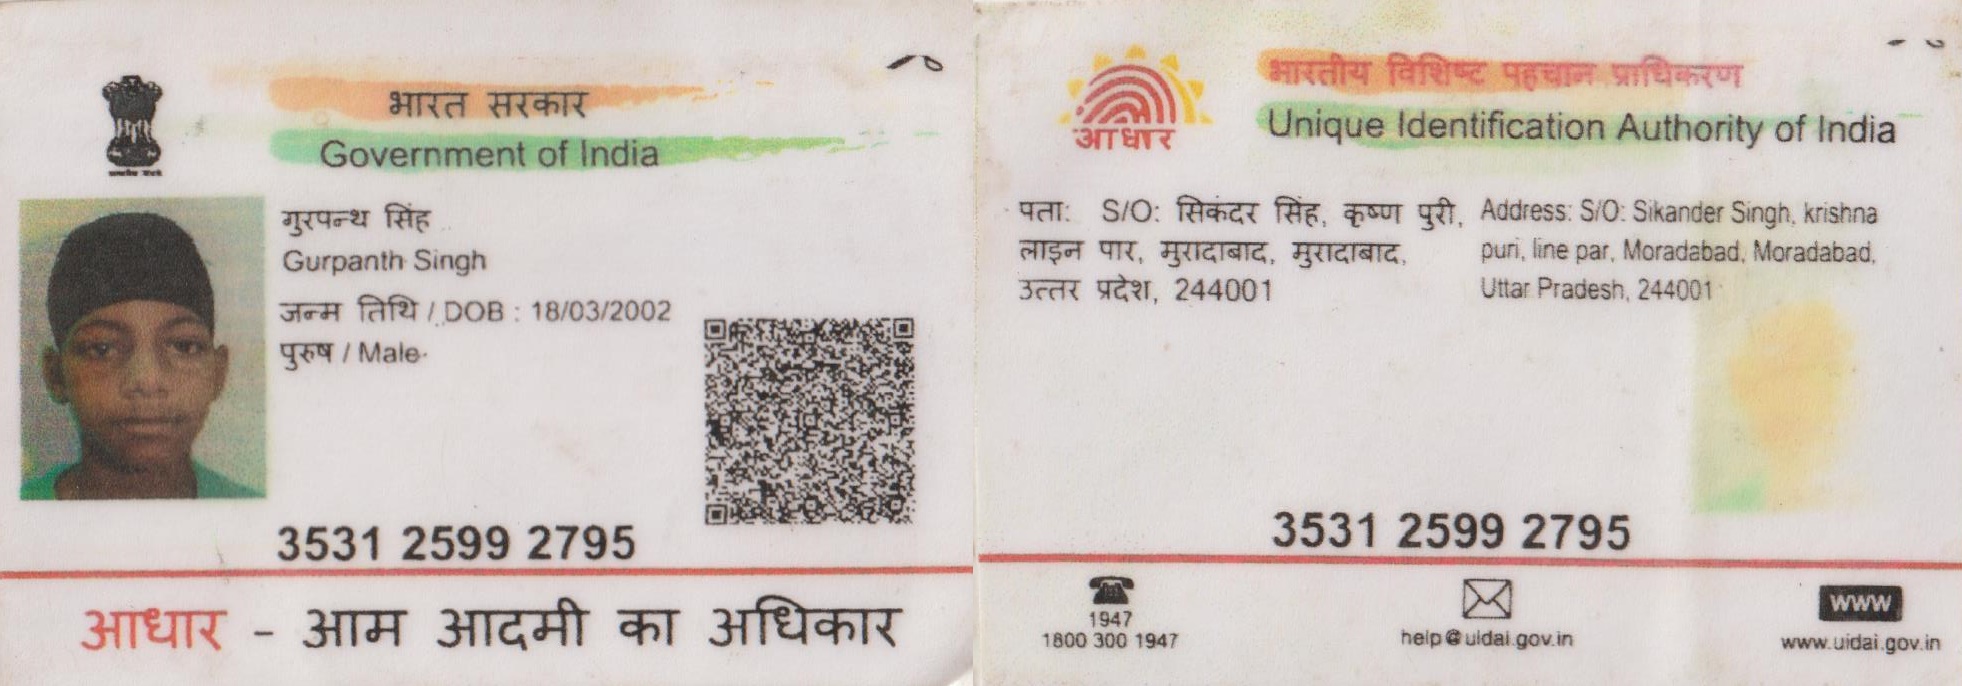 भारत सरकार
Government of India
गुरपन्थ सिंह
Gurpanth Singh
जन्म तिथि / DOB : 18/03/2002
पुरुष / Male
3531 2599 2795
आधार - आम आदमी का अधिकार
भारतीय विशिष्ट पहचान प्राधिकरण
Unique Identification Authority of India
आधार
पता: S/O: सिकंदर सिंह, कृष्ण पुरी,
लाइन पार, मुरादाबाद, मुरादाबाद,
उत्तर प्रदेश, 244001
Address: S/O: Sikander Singh, krishna
puri, line par, Moradabad, Moradabad,
Uttar Pradesh, 244001
3531 2599 2795
1947
1800 300 1947
help@uidai.gov.in
www
www.uidai.gov.in